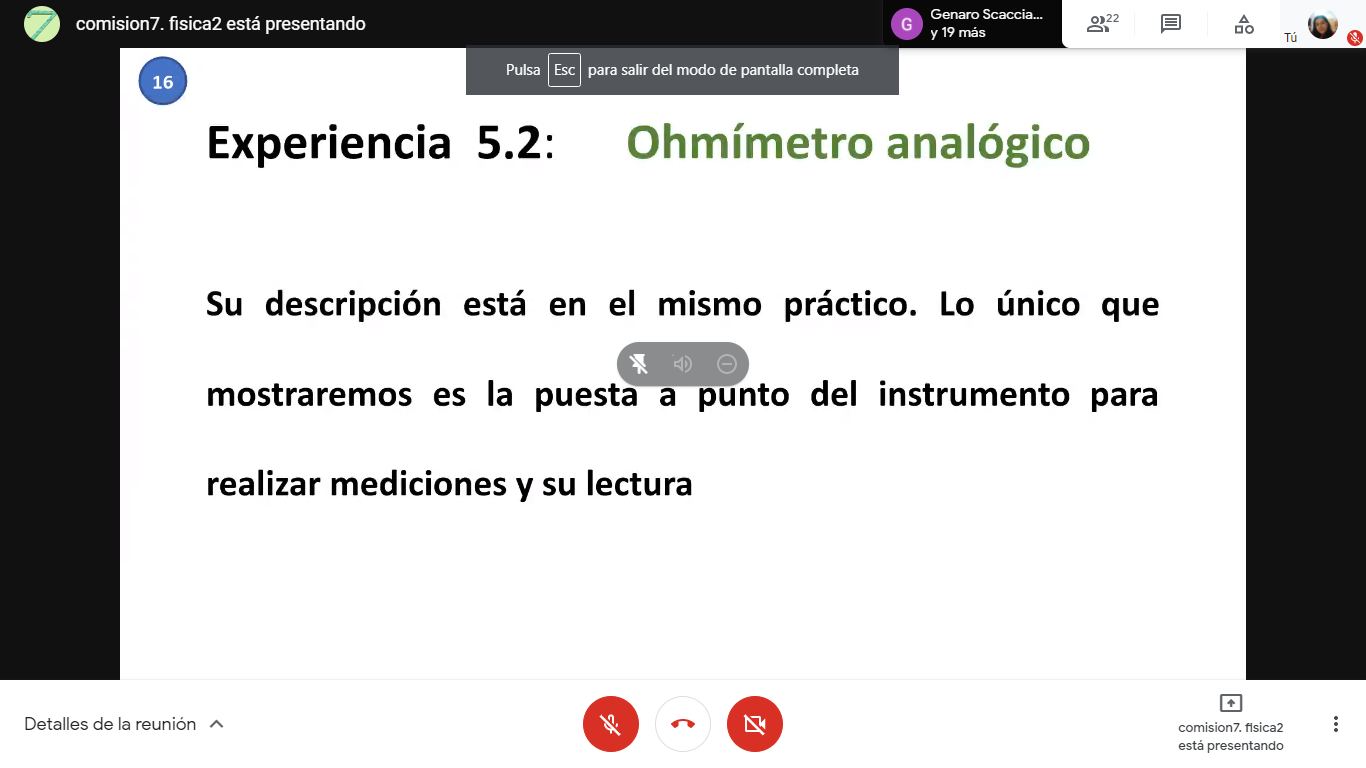 comision7. fisica2 está presentando
Genaro Scaccia...
y 19 más
G
22
Tú
Pulsa Esc para salir del modo de pantalla completa
16
Experiencia 5.2: Ohmímetro analógico
Su descripción está en el mismo práctico. Lo único que
mostraremos es la puesta a punto del instrumento para
realizar mediciones y su lectura
Detalles de la reunión
comision7. fisica2
está presentando